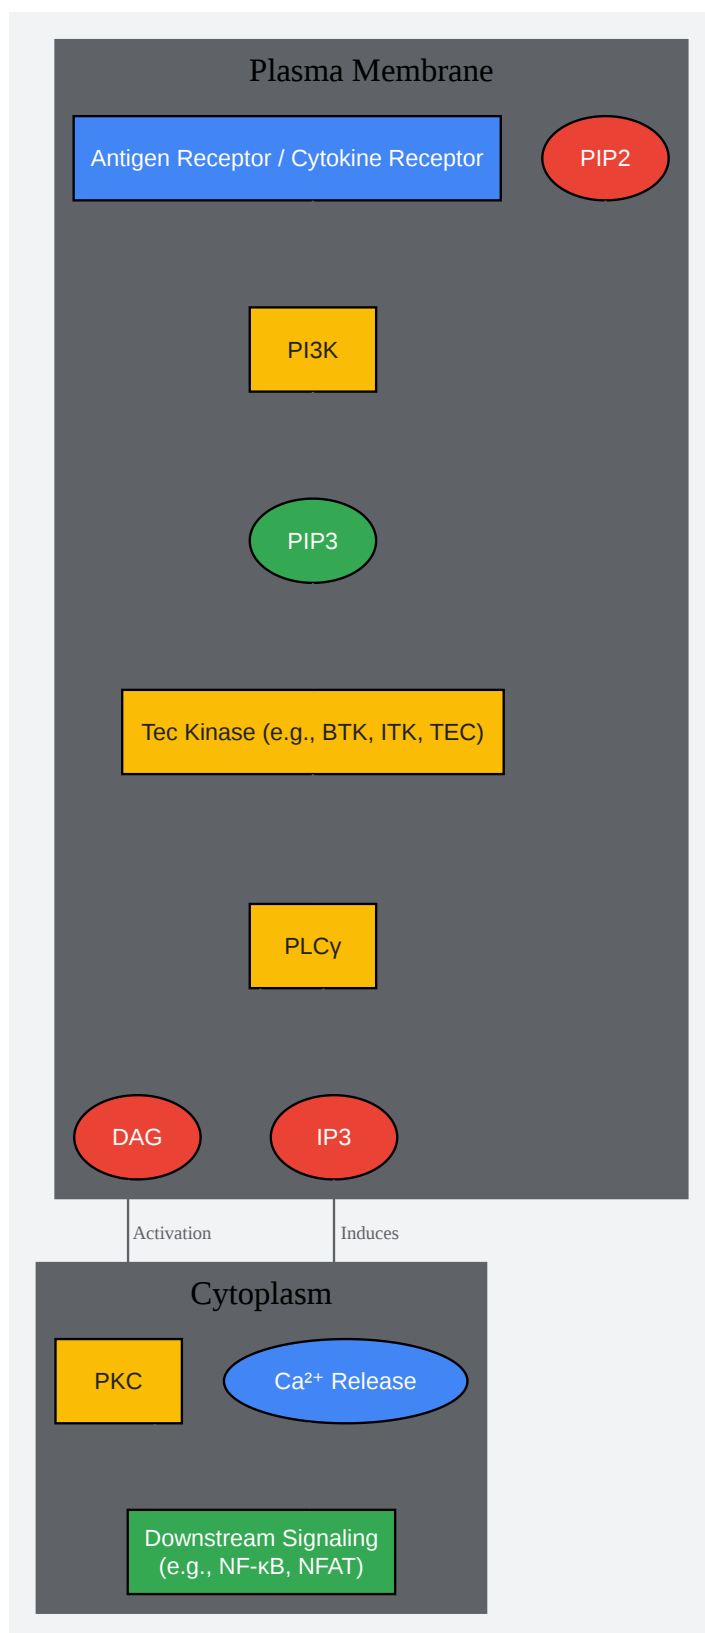 Plasma Membrane
Antigen Receptor / Cytokine Receptor
PIP2
PI3K
PIP3
Tec Kinase (e.g., BTK, ITK, TEC)
PLCγ
DAG
IP3
Activation
Induces
Cytoplasm
PKC
Ca²⁺ Release
Downstream Signaling
(e.g., NF-κB, NFAT)